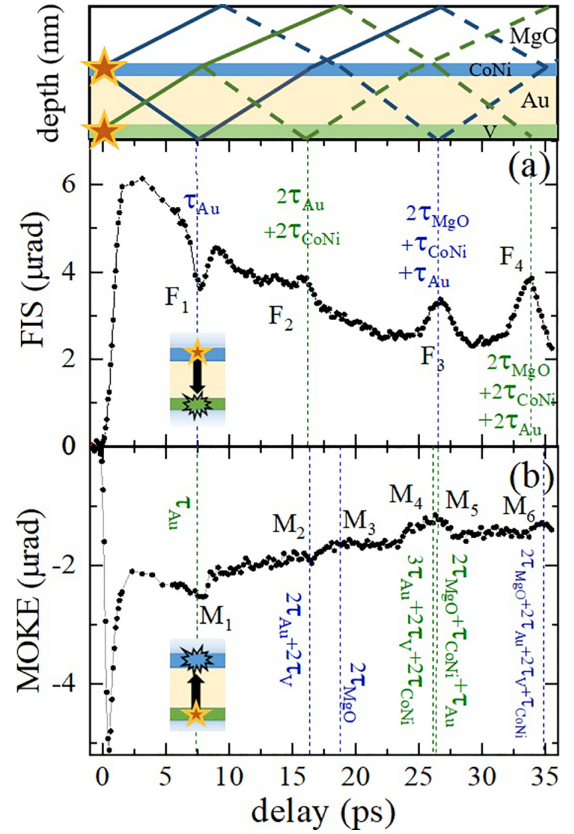 depth (nm)
MgO
CoNi
Au
V
(a)
FIS (μrad)
6
4
2
0
τAu
2τAu
+2τCoNi
2τMgO
+τCoNi
+τAu
F1
F2
F3
F4
2τMgO
+2τCoNi
+2τAu
(b)
MOKE (μrad)
-2
-4
τAu
M1
M2
M3
M4
M5
M6
2τAu+2τV
2τMgO
3τAu+2τV+2τCoNi
2τMgO+τCoNi+τAu
2τMgO+2τAu+2τV+τCoNi
0 5 10 15 20 25 30 35
delay (ps)